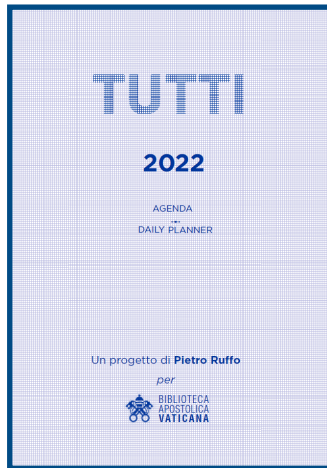 TUTTI
2022
AGENDA
DAILY PLANNER
Un progetto di Pietro Ruffo
per
BIBLIOTECA
APOSTOLICA
VATICANA